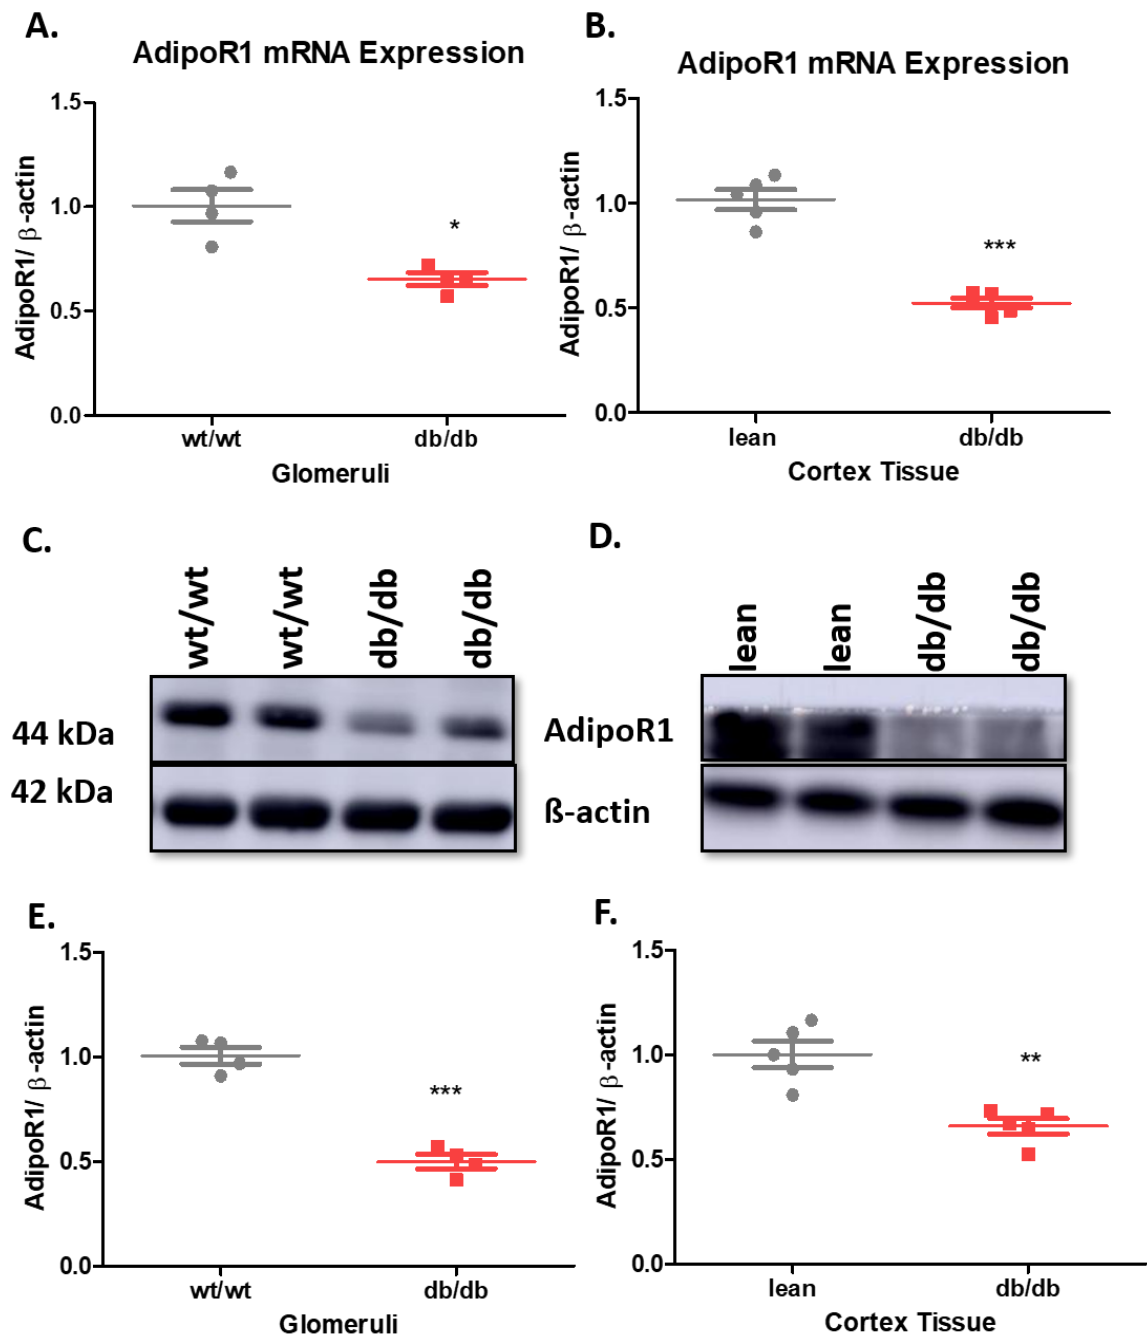 A.
AdipoR1 mRNA Expression
AdipoR1/ β-actin
1.5
1.0
0.5
0.0
*
wt/wt
db/db
Glomeruli
B.
AdipoR1 mRNA Expression
AdipoR1/ β-actin
1.5
1.0
0.5
0.0
***
lean
db/db
Cortex Tissue
C.
wt/wt
wt/wt
db/db
db/db
44 kDa
42 kDa
D.
lean
lean
db/db
db/db
AdipoR1
ß-actin
E.
AdipoR1/ β-actin
1.5
1.0
0.5
0.0
***
wt/wt
db/db
Glomeruli
F.
AdipoR1/ β-actin
1.5
1.0
0.5
0.0
**
lean
db/db
Cortex Tissue